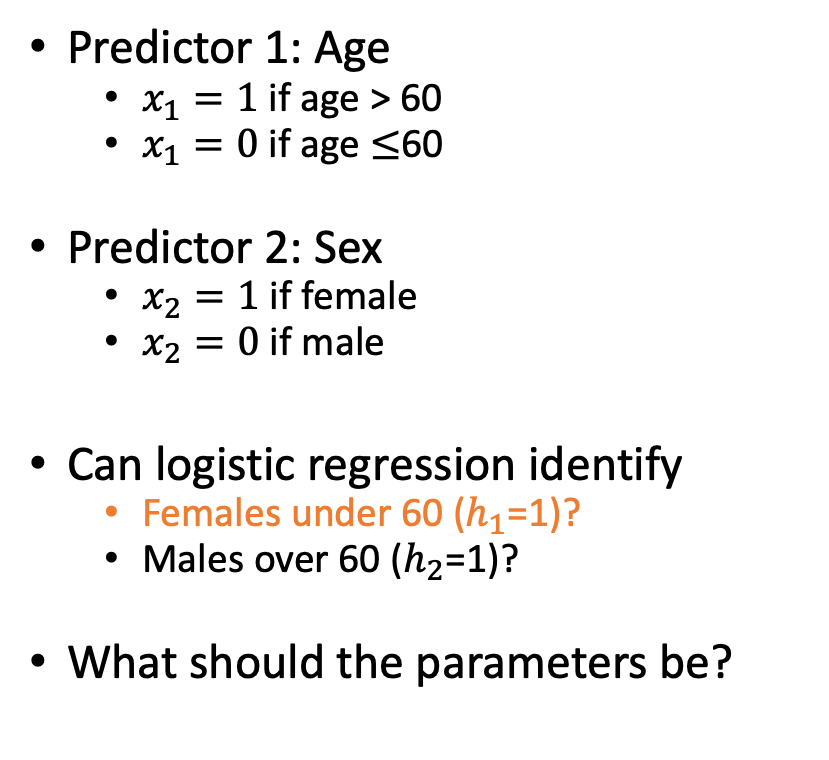 • Predictor 1: Age
• x₁ = 1 if age > 60
• x₁ = 0 if age ≤60
• Predictor 2: Sex
• x₂ = 1 if female
• x₂ = 0 if male
• Can logistic regression identify
• Females under 60 (h₁=1)?
• Males over 60 (h₂=1)?
• What should the parameters be?